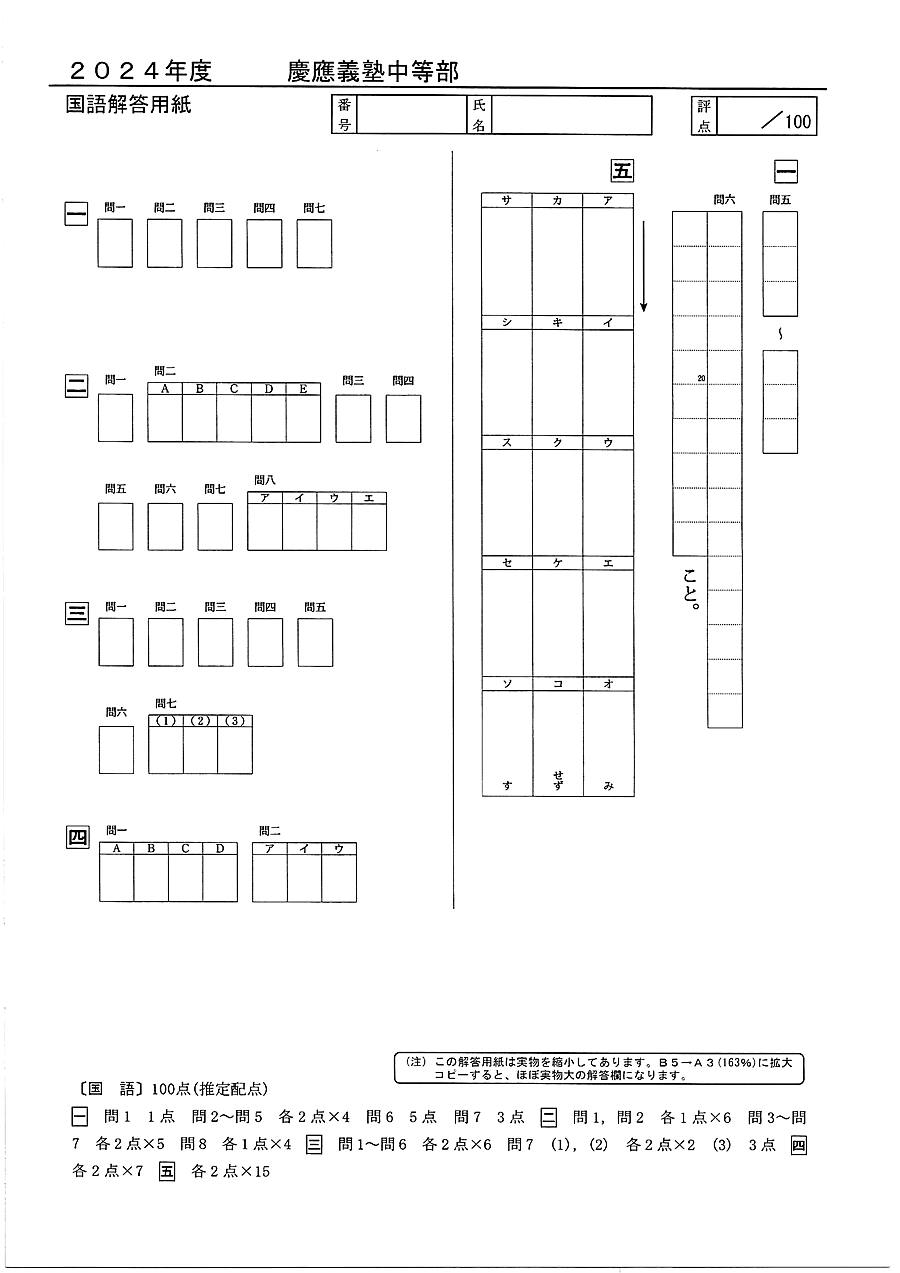 2024年度 慶應義塾中等部
国語解答用紙
番号 氏名 評点 ／100
五 一
問六 問五
サ カ ア
シ キ イ
ス ク ウ
セ ケ エ
ソ コ オ
す せず み
〜
20
こと。
一 問一 問二 問三 問四 問七
二 問一 問二 問三 問四
A B C D E
問五 問六 問七 問八
ア イ ウ エ
三 問一 問二 問三 問四 問五
問六 問七
(1) (2) (3)
四 問一 問二
A B C D ア イ ウ
(注) この解答用紙は実物を縮小してあります。B5→A3(163%)に拡大
コピーすると、ほぼ実物大の解答欄になります。
〔国 語〕100点(推定配点)
一 問1 1点 問2〜問5 各2点×4 問6 5点 問7 3点 二 問1, 問2 各1点×6 問3〜問
7 各2点×5 問8 各1点×4 三 問1〜問6 各2点×6 問7 (1), (2) 各2点×2 (3) 3点 四
各2点×7 五 各2点×15